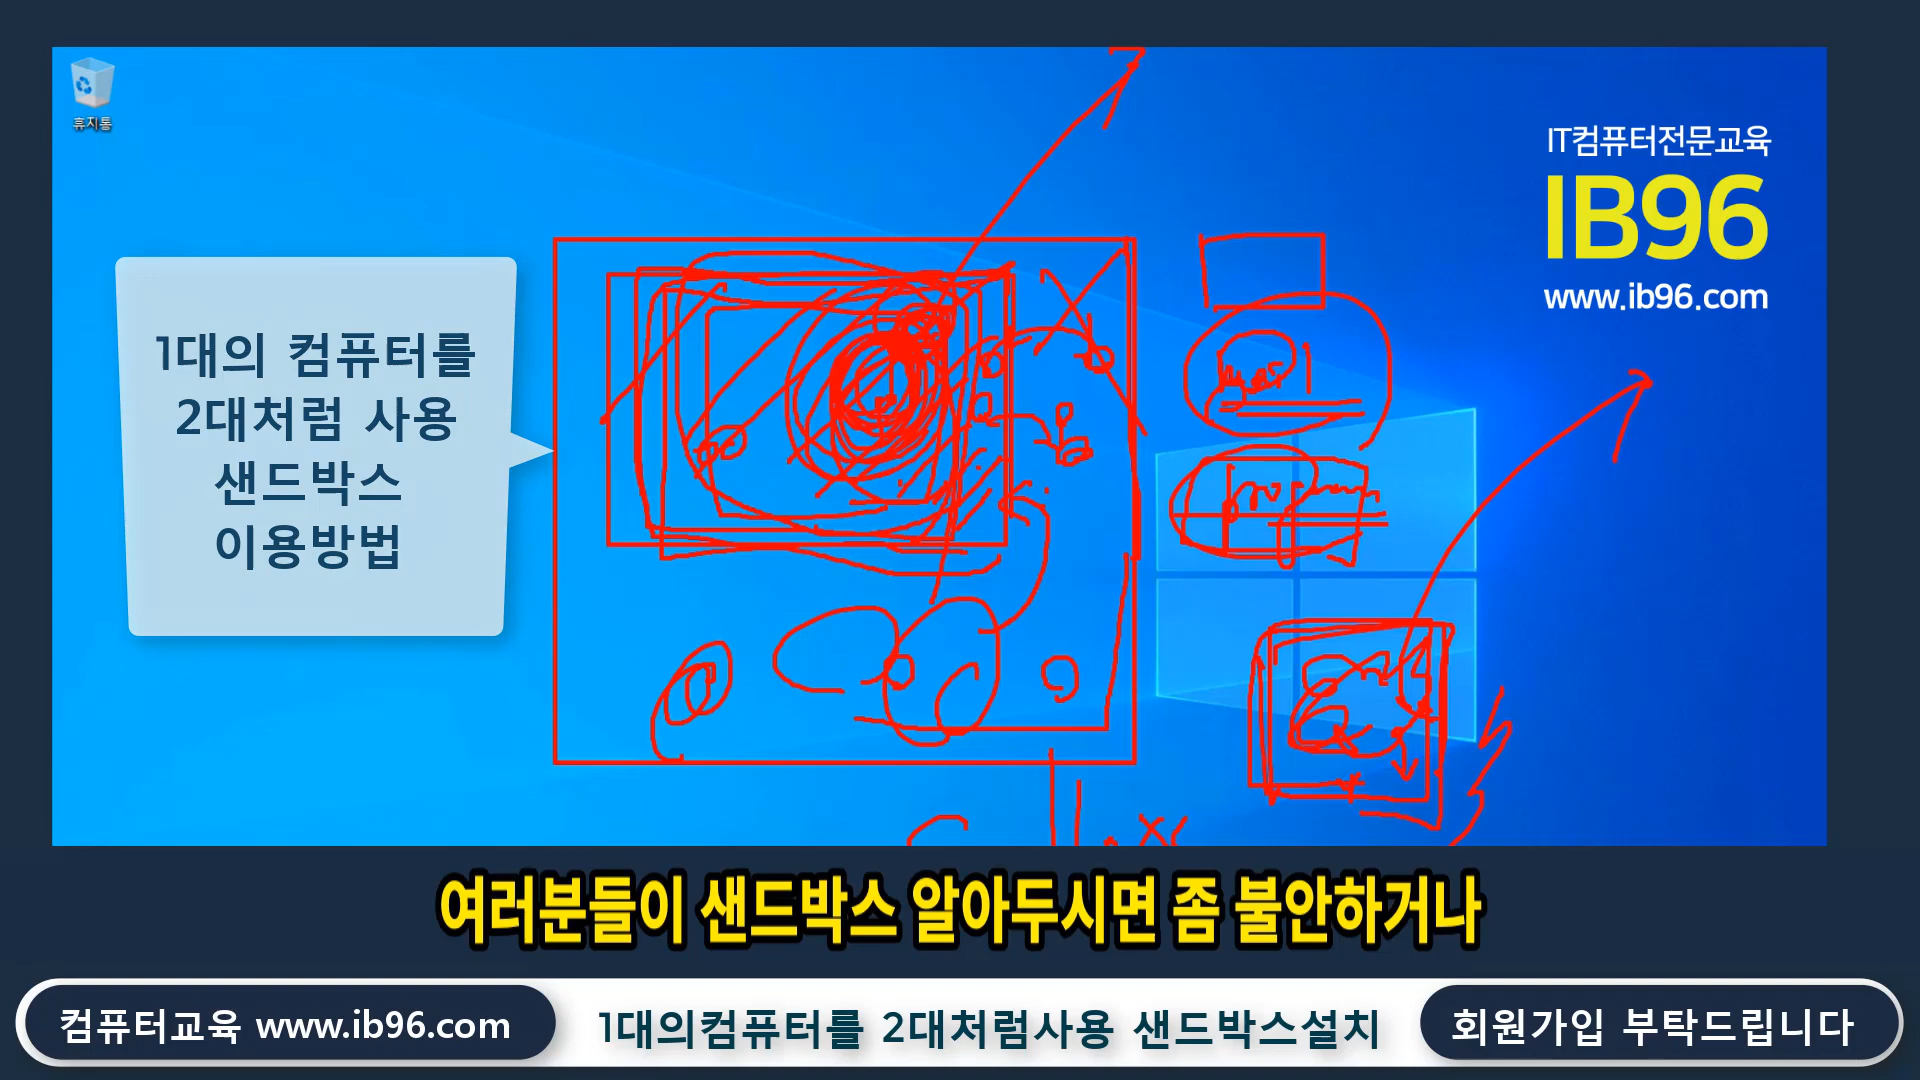 휴지통
IT컴퓨터전문교육
IB96
www.ib96.com
1대의 컴퓨터를
2대처럼 사용
샌드박스
이용방법
여러분들이 샌드박스 알아두시면 좀 불안하거나
컴퓨터교육 www.ib96.com
1대의컴퓨터를 2대처럼사용 샌드박스설치
회원가입 부탁드립니다